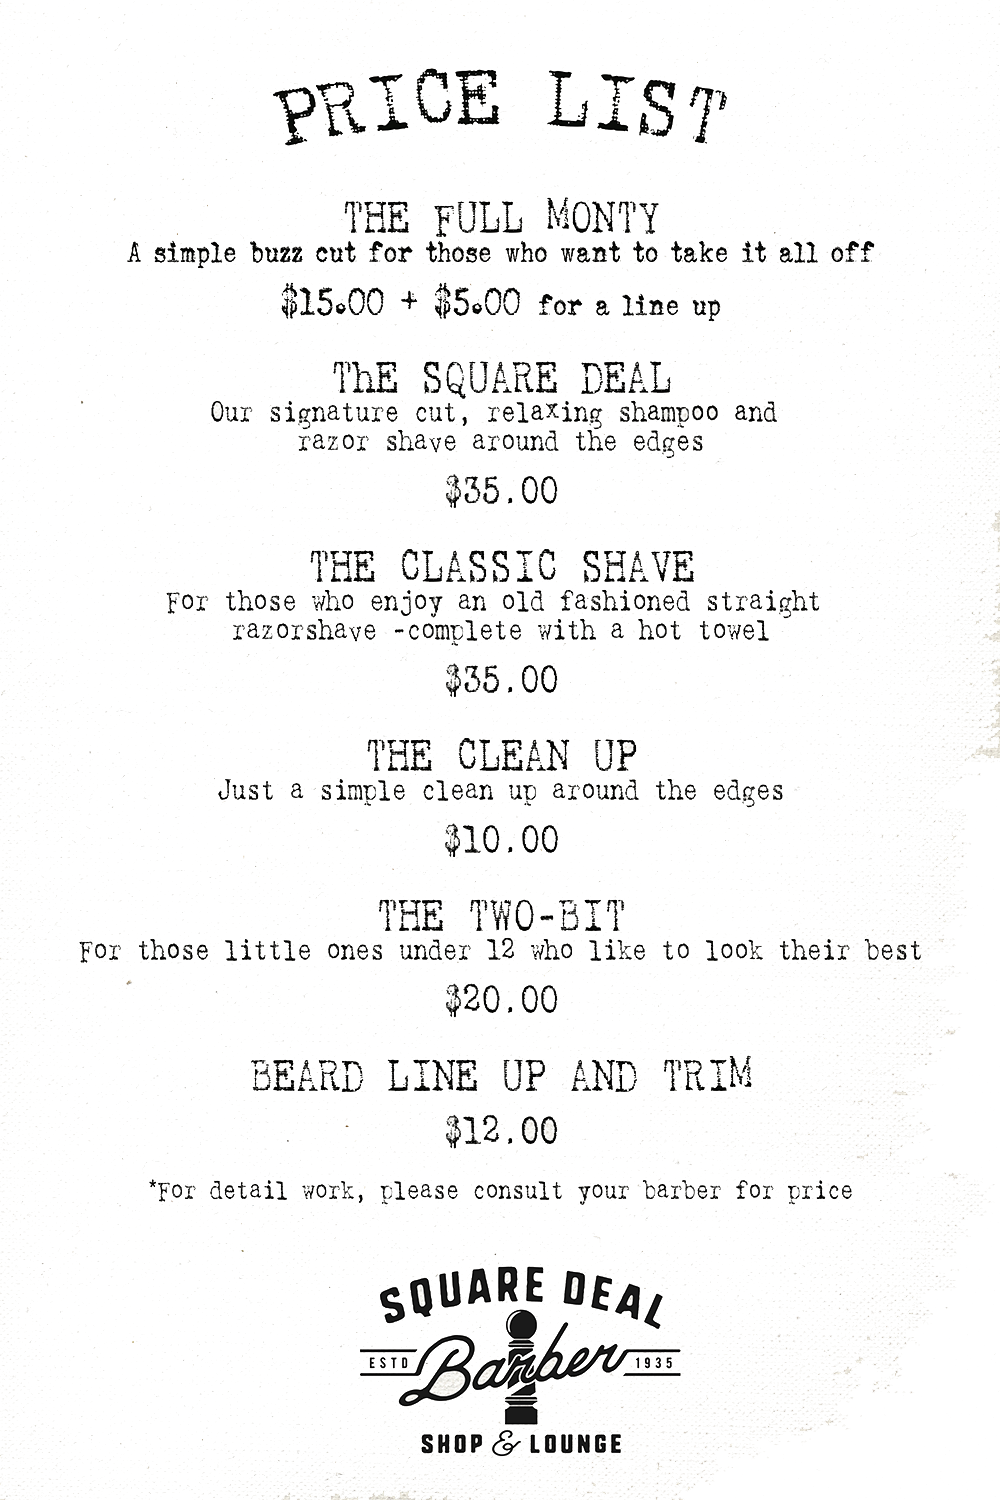 PRICE LIST
THE FULL MONTY
A simple buzz cut for those who want to take it all off
$15.00 + $5.00 for a line up
ThE SQUARE DEAL
Our signature cut, relaxing shampoo and
razor shave around the edges
$35.00
THE CLASSIC SHAVE
For those who enjoy an old fashioned straight
razorshave -complete with a hot towel
$35.00
THE CLEAN UP
Just a simple clean up around the edges
$10.00
THE TWO-BIT
For those little ones under 12 who like to look their best
$20.00
BEARD LINE UP AND TRIM
$12.00
*For detail work, please consult your barber for price
SQUARE DEAL
ESTD Barber 1935
SHOP & LOUNGE